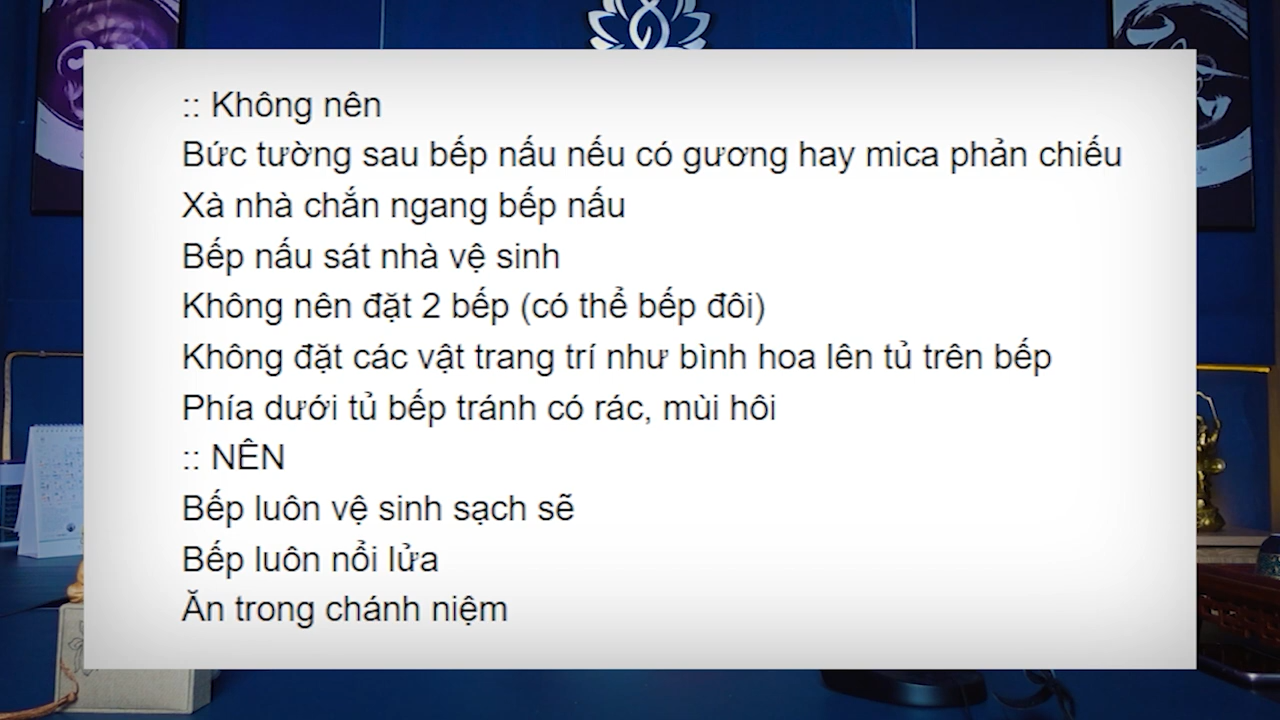 :: Không nên
Bức tường sau bếp nấu nếu có gương hay mica phản chiếu
Xà nhà chắn ngang bếp nấu
Bếp nấu sát nhà vệ sinh
Không nên đặt 2 bếp (có thể bếp đôi)
Không đặt các vật trang trí như bình hoa lên tủ trên bếp
Phía dưới tủ bếp tránh có rác, mùi hôi
:: NÊN
Bếp luôn vệ sinh sạch sẽ
Bếp luôn nổi lửa
Ăn trong chánh niệm